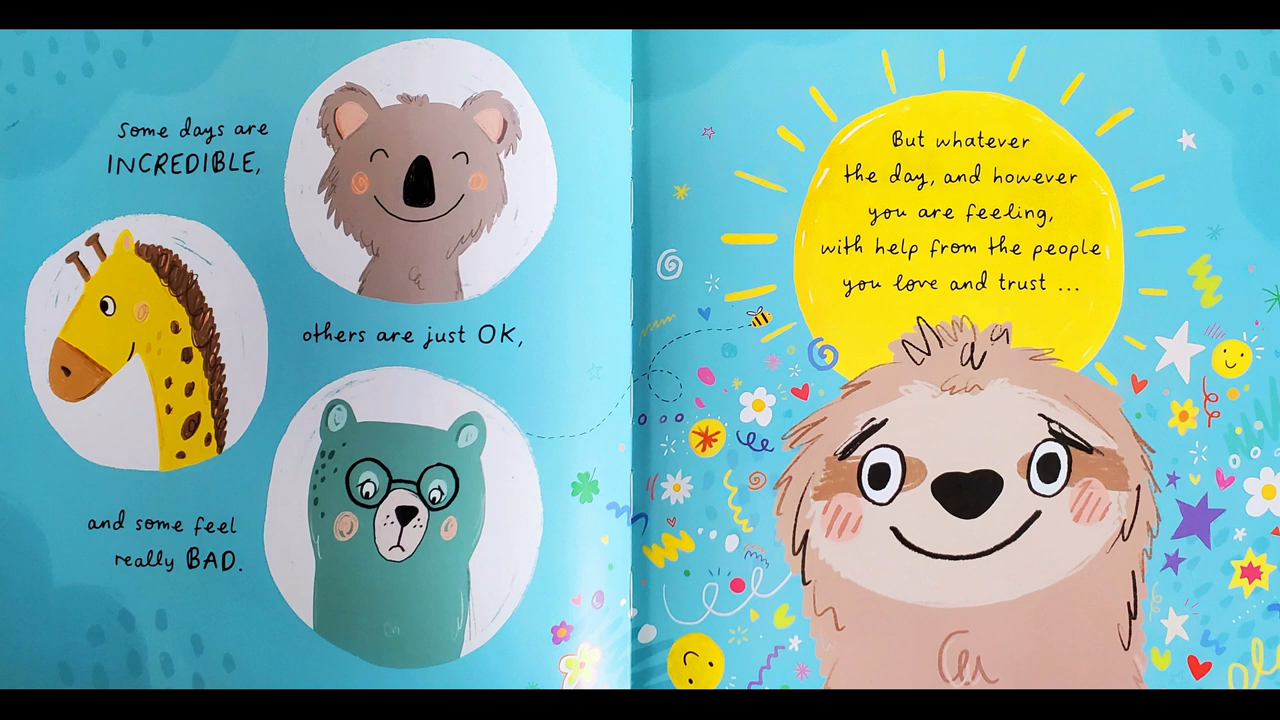 some days are
INCREDIBLE,
others are just OK,
and some feel
really BAD.
But whatever
the day, and however
you are feeling,
with help from the people
you love and trust ...